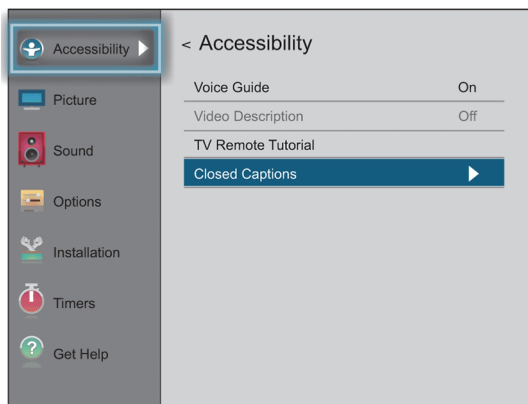 Accessibility
Picture
Sound
Options
Installation
Timers
Get Help
< Accessibility
Voice Guide On
Video Description Off
TV Remote Tutorial
Closed Captions